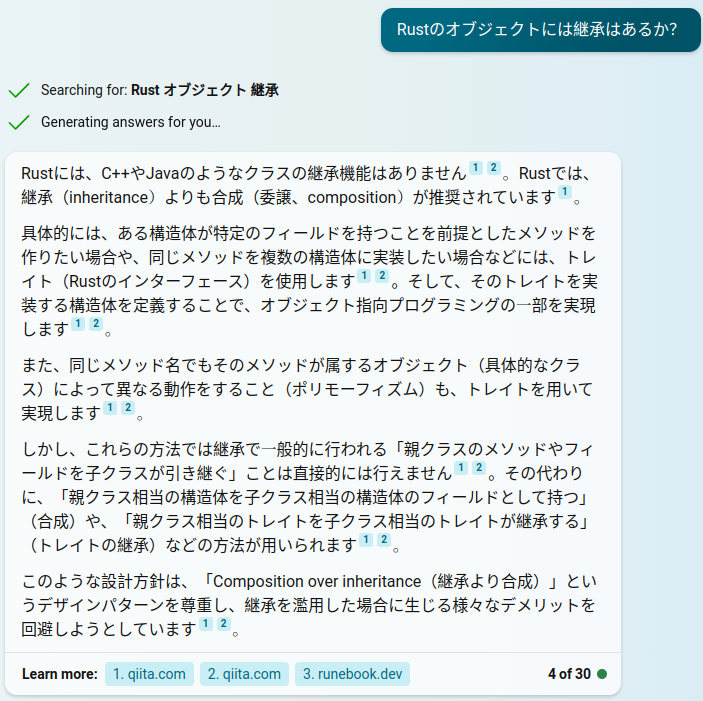 Rustのオブジェクトには継承はあるか?
Searching for: Rust オブジェクト 継承
Generating answers for you…
Rustには、C++やJavaのようなクラスの継承機能はありません 1 2 。Rustでは、
継承（inheritance）よりも合成（委譲、composition）が推奨されています 1 。
具体的には、ある構造体が特定のフィールドを持つことを前提としたメソッドを
作りたい場合や、同じメソッドを複数の構造体に実装したい場合などには、トレ
イト（Rustのインターフェース）を使用します 1 2 。そして、そのトレイトを実
装する構造体を定義することで、オブジェクト指向プログラミングの一部を実現
します 1 2 。
また、同じメソッド名でもそのメソッドが属するオブジェクト（具体的なクラ
ス）によって異なる動作をすること（ポリモーフィズム）も、トレイトを用いて
実現します 1 2 。
しかし、これらの方法では継承で一般的に行われる「親クラスのメソッドやフィ
ールドを子クラスが引き継ぐ」ことは直接的には行えません 1 2 。その代わり
に、「親クラス相当の構造体を子クラス相当の構造体のフィールドとして持つ」
（合成）や、「親クラス相当のトレイトを子クラス相当のトレイトが継承する」
（トレイトの継承）などの方法が用いられます 1 2 。
このような設計方針は、「Composition over inheritance（継承より合成）」とい
うデザインパターンを尊重し、継承を濫用した場合に生じる様々なデメリットを
回避しようとしています 1 2 。
Learn more: 1. qiita.com 2. qiita.com 3. runebook.dev 4 of 30